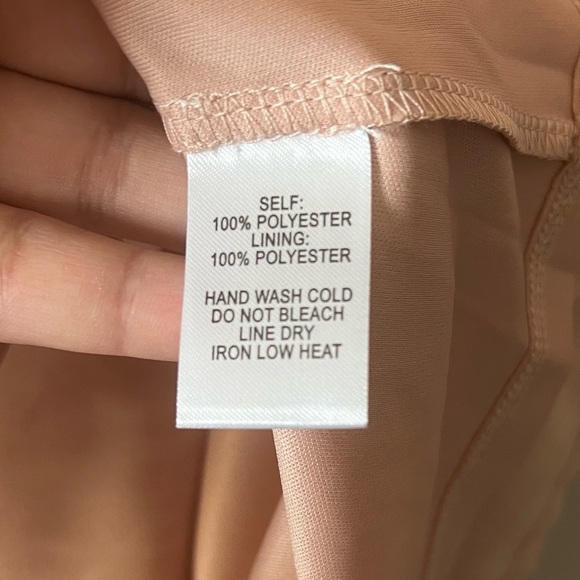 SELF:
100% POLYESTER
LINING:
100% POLYESTER
HAND WASH COLD
DO NOT BLEACH
LINE DRY
IRON LOW HEAT